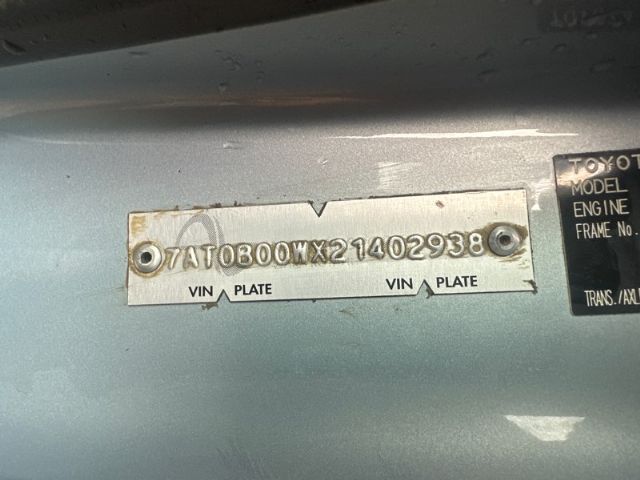 7AT0B00WX21402938
VIN PLATE VIN PLATE
TOYOT
MODEL
ENGINE
FRAME No.
TRANS./AXL